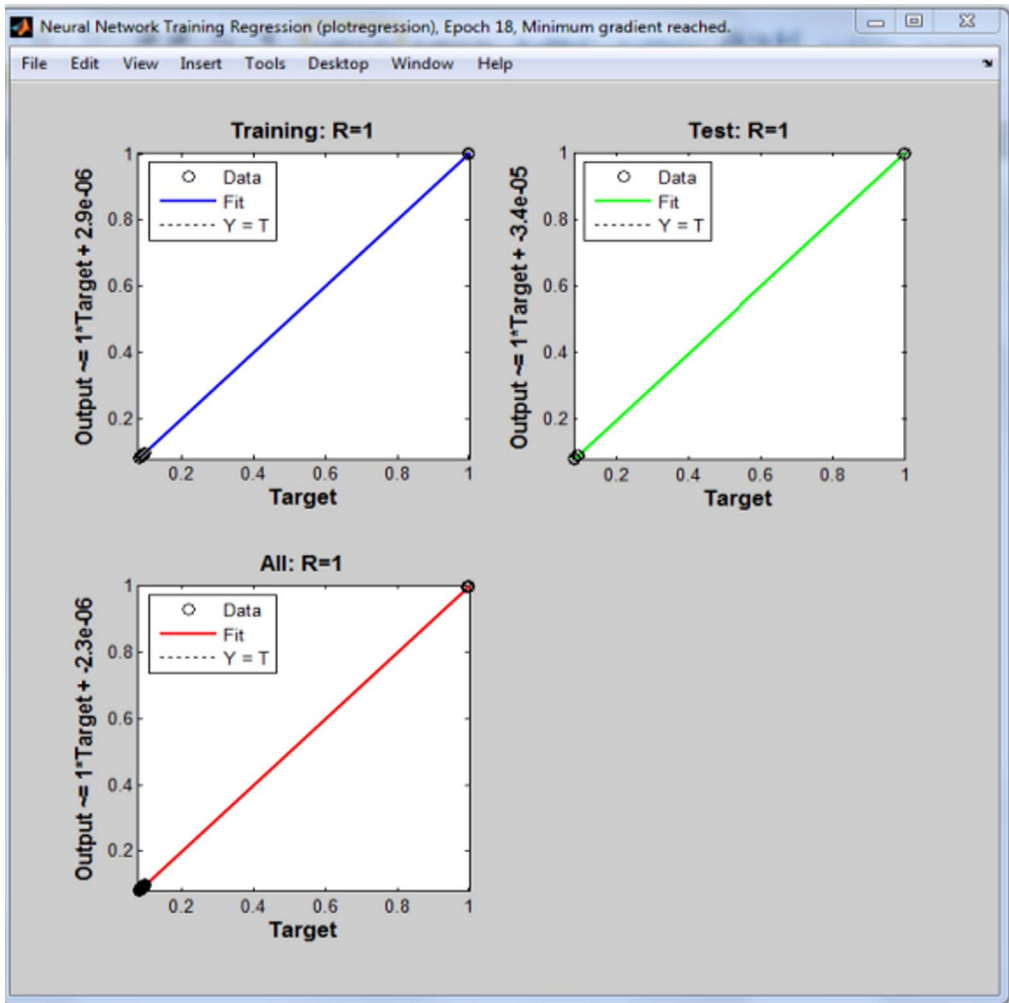 Neural Network Training Regression (plotregression), Epoch 18, Minimum gradient reached.
File Edit View Insert Tools Desktop Window Help
Training: R=1
Output ~= 1*Target + 2.9e-06
1
0.8
0.6
0.4
0.2
Data
Fit
Y = T
0.2 0.4 0.6 0.8 1
Target
Test: R=1
Output ~= 1*Target + -3.4e-05
1
0.8
0.6
0.4
0.2
Data
Fit
Y = T
0.2 0.4 0.6 0.8 1
Target
All: R=1
Output ~= 1*Target + -2.3e-06
1
0.8
0.6
0.4
0.2
Data
Fit
Y = T
0.2 0.4 0.6 0.8 1
Target